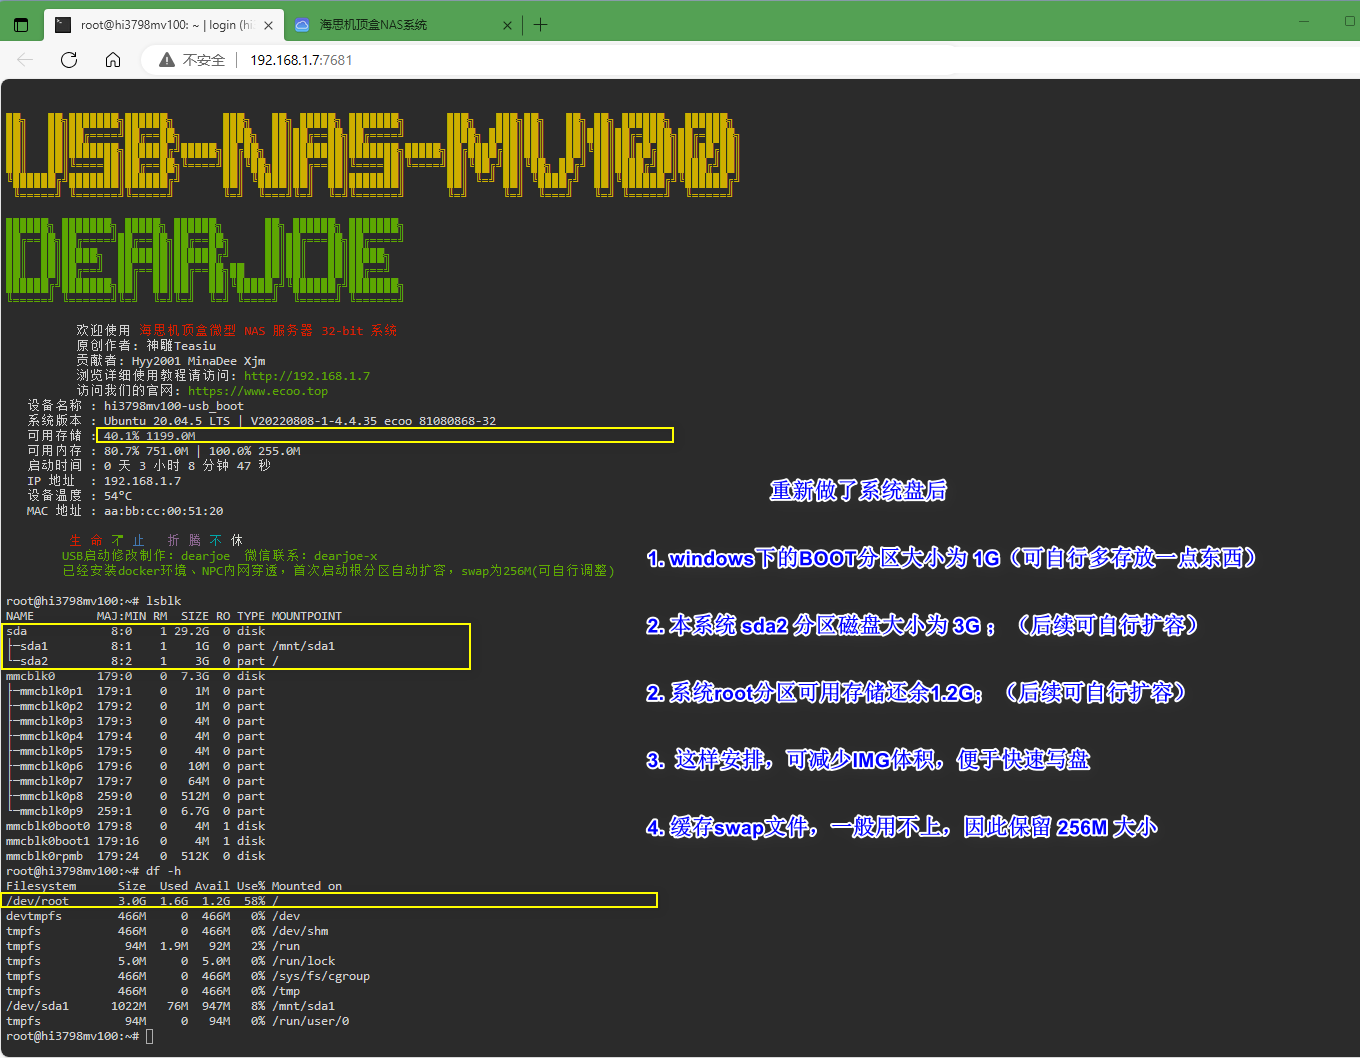 root@hi3798mv100: ~ | login (hi
海思机顶盒NAS系统
不安全
192.168.1.7:7681
USB-NAS-MV100
DEARJOE
欢迎使用 海思机顶盒微型 NAS 服务器 32-bit 系统
原创作者: 神雕Teasiu
贡献者: Hyy2001 MinaDee Xjm
浏览详细使用教程请访问: http://192.168.1.7
访问我们的官网: https://www.ecoo.top
设备名称 : hi3798mv100-usb_boot
系统版本 : Ubuntu 20.04.5 LTS | V20220808-1-4.4.35_ecoo_81080868-32
可用存储 : 40.1% 1199.0M
可用内存 : 80.7% 751.0M | 100.0% 255.0M
启动时间 : 0 天 3 小时 8 分钟 47 秒
IP 地址 : 192.168.1.7
设备温度 : 54°C
MAC 地址 : aa:bb:cc:00:51:20
生 命 不 止 折 腾 不 休
USB启动修改制作: dearjoe 微信联系: dearjoe-x
已经安装docker环境、NPC内网穿透，首次启动根分区自动扩容，swap为256M(可自行调整)
root@hi3798mv100:~# lsblk
NAME MAJ:MIN RM SIZE RO TYPE MOUNTPOINT
sda 8:0 1 29.2G 0 disk
├─sda1 8:1 1 1G 0 part /mnt/sda1
└─sda2 8:2 1 3G 0 part /
mmcblk0 179:0 0 7.3G 0 disk
├─mmcblk0p1 179:1 0 1M 0 part
├─mmcblk0p2 179:2 0 1M 0 part
├─mmcblk0p3 179:3 0 4M 0 part
├─mmcblk0p4 179:4 0 4M 0 part
├─mmcblk0p5 179:5 0 4M 0 part
├─mmcblk0p6 179:6 0 10M 0 part
├─mmcblk0p7 179:7 0 64M 0 part
├─mmcblk0p8 259:0 0 512M 0 part
└─mmcblk0p9 259:1 0 6.7G 0 part
mmcblk0boot0 179:8 0 4M 1 disk
mmcblk0boot1 179:16 0 4M 1 disk
mmcblk0rpmb 179:24 0 512K 0 disk
root@hi3798mv100:~# df -h
Filesystem Size Used Avail Use% Mounted on
/dev/root 3.0G 1.6G 1.2G 58% /
devtmpfs 466M 0 466M 0% /dev
tmpfs 466M 0 466M 0% /dev/shm
tmpfs 94M 1.9M 92M 2% /run
tmpfs 5.0M 0 5.0M 0% /run/lock
tmpfs 466M 0 466M 0% /sys/fs/cgroup
tmpfs 466M 0 466M 0% /tmp
/dev/sda1 1022M 76M 947M 8% /mnt/sda1
tmpfs 94M 0 94M 0% /run/user/0
root@hi3798mv100:~#
重新做了系统盘后
1. windows下的BOOT分区大小为 1G（可自行多存放一点东西）
2. 本系统 sda2 分区磁盘大小为 3G ；（后续可自行扩容）
2. 系统root分区可用存储还余1.2G；（后续可自行扩容）
3. 这样安排，可减少IMG体积，便于快速写盘
4. 缓存swap文件，一般用不上，因此保留 256M 大小